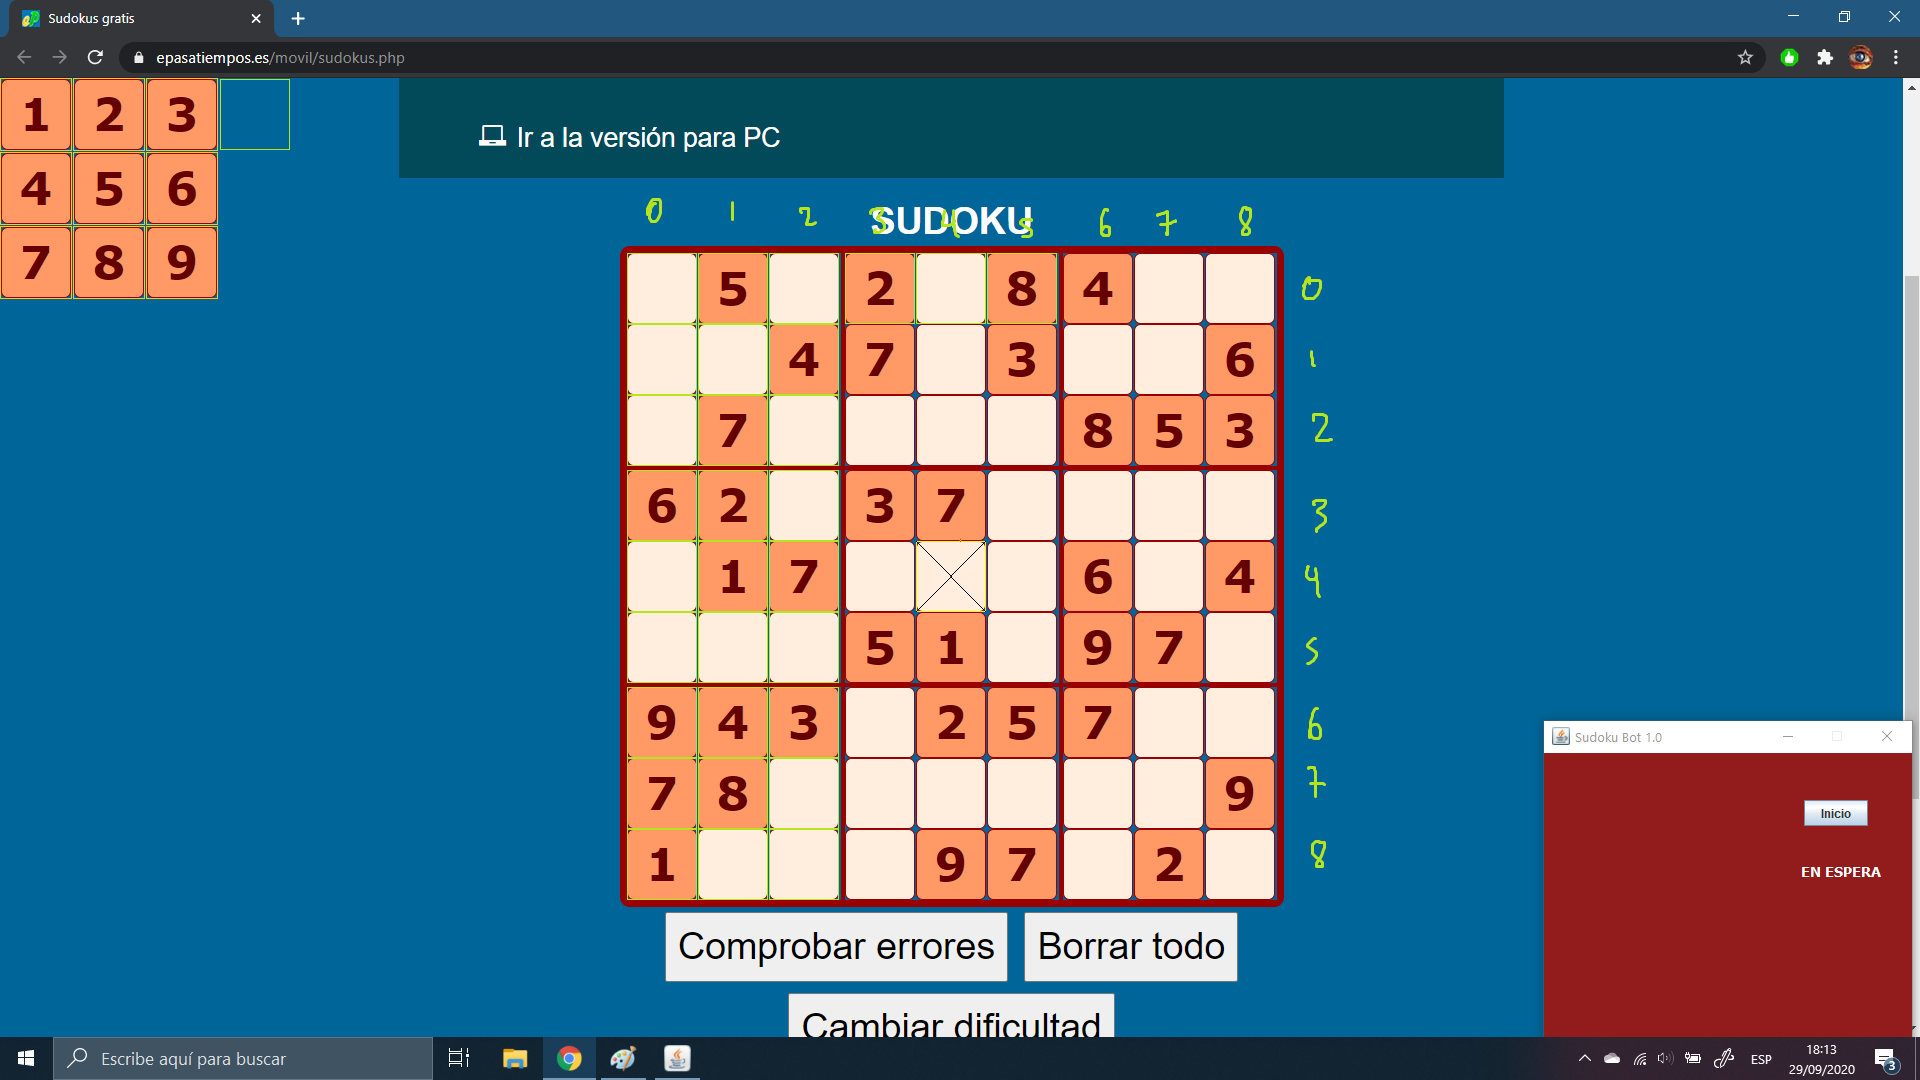 Sudokus gratis
epasatiempos.es/movil/sudokus.php
1 2 3
4 5 6
7 8 9
Ir a la versión para PC
SUDOKU
0 1 2 3 4 5 6 7 8
5 2 8 4 0
4 7 3 6 1
7 8 5 3 2
6 2 3 7 3
1 7 6 4 4
5 1 9 7 5
9 4 3 2 5 7 6
7 8 9 7
1 9 7 2 8
Comprobar errores
Borrar todo
Cambiar dificultad
Sudoku Bot 1.0
Inicio
EN ESPERA
Escribe aquí para buscar
ESP
18:13
29/09/2020
3